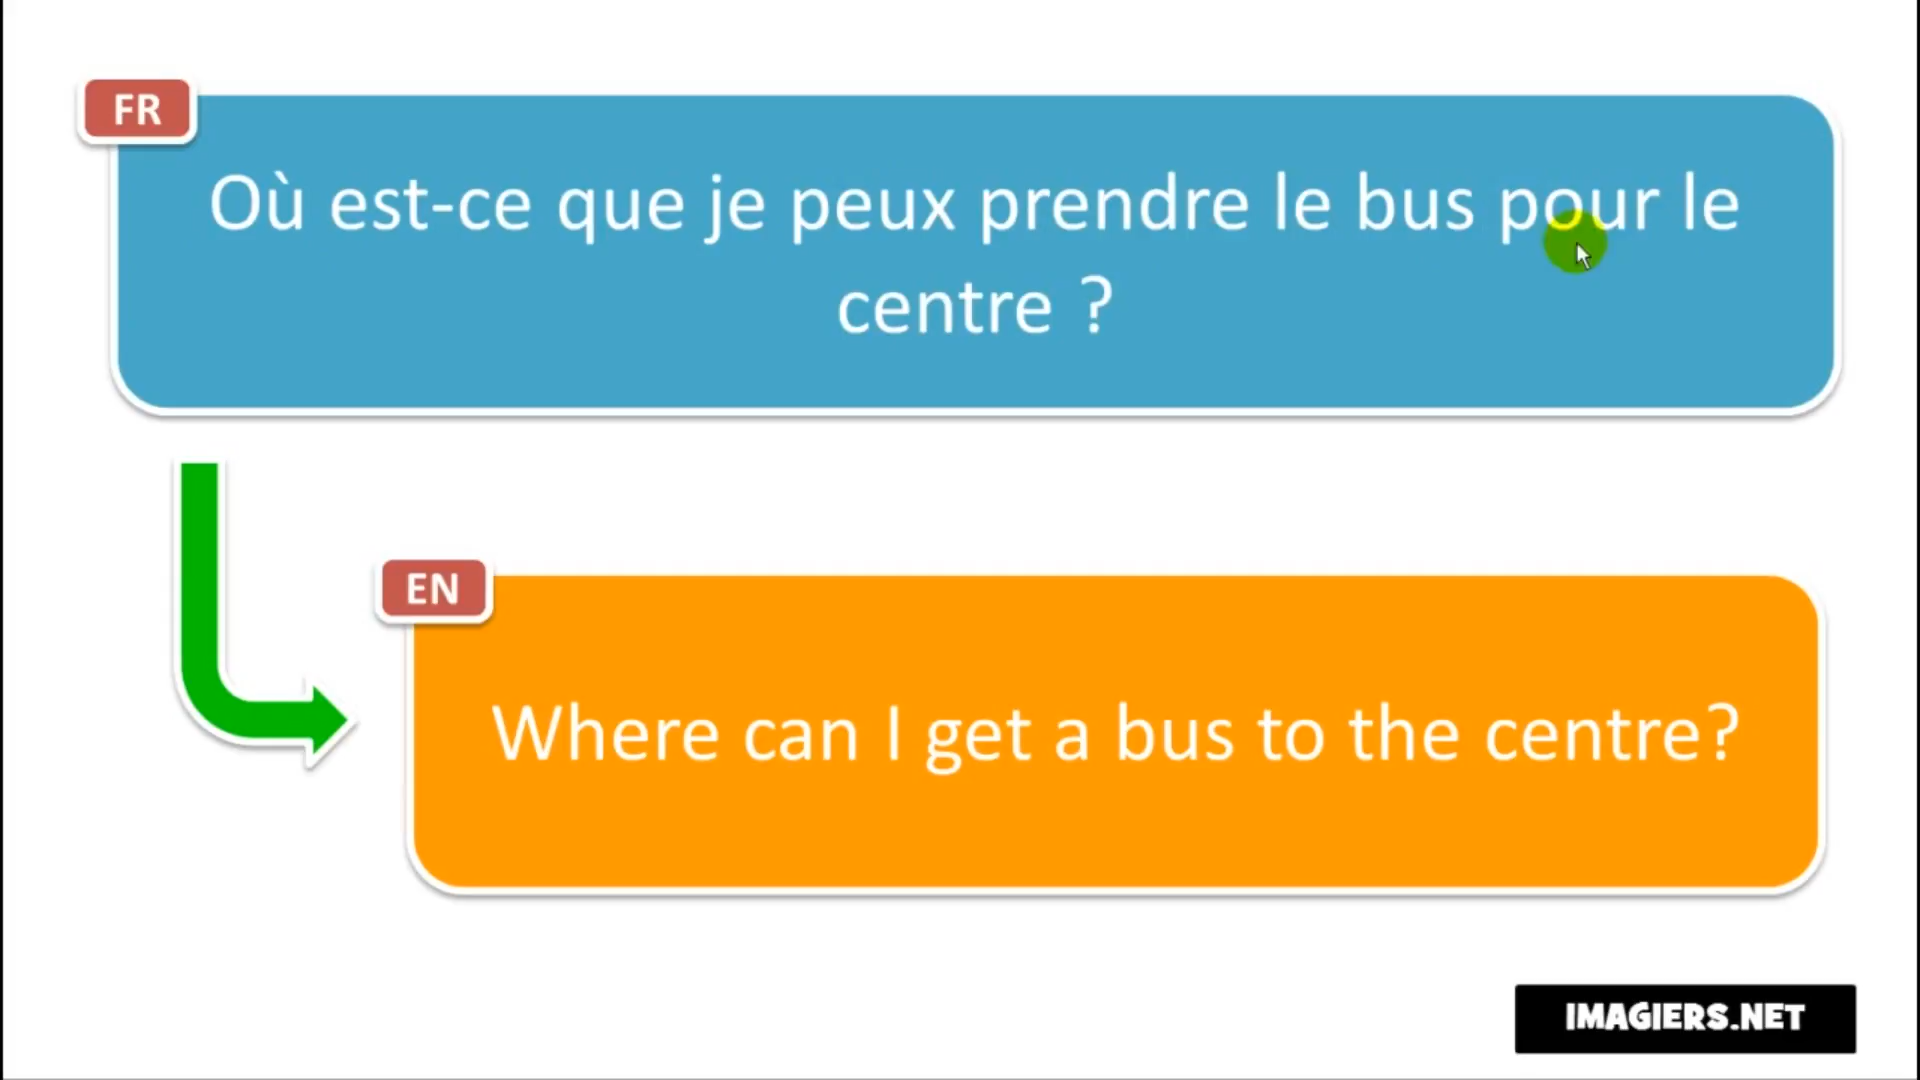 FR
Où est-ce que je peux prendre le bus pour le
centre ?
EN
Where can I get a bus to the centre?
IMAGIERS.NET